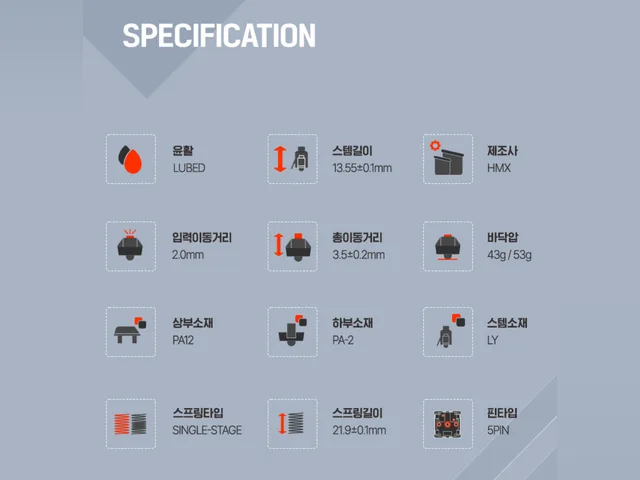 SPECIFICATION
윤활
LUBED
스템길이
13.55±0.1mm
제조사
HMX
입력이동거리
2.0mm
총이동거리
3.5±0.2mm
바닥압
43g / 53g
상부소재
PA12
하부소재
PA-2
스템소재
LY
스프링타입
SINGLE-STAGE
스프링길이
21.9±0.1mm
핀타입
5PIN